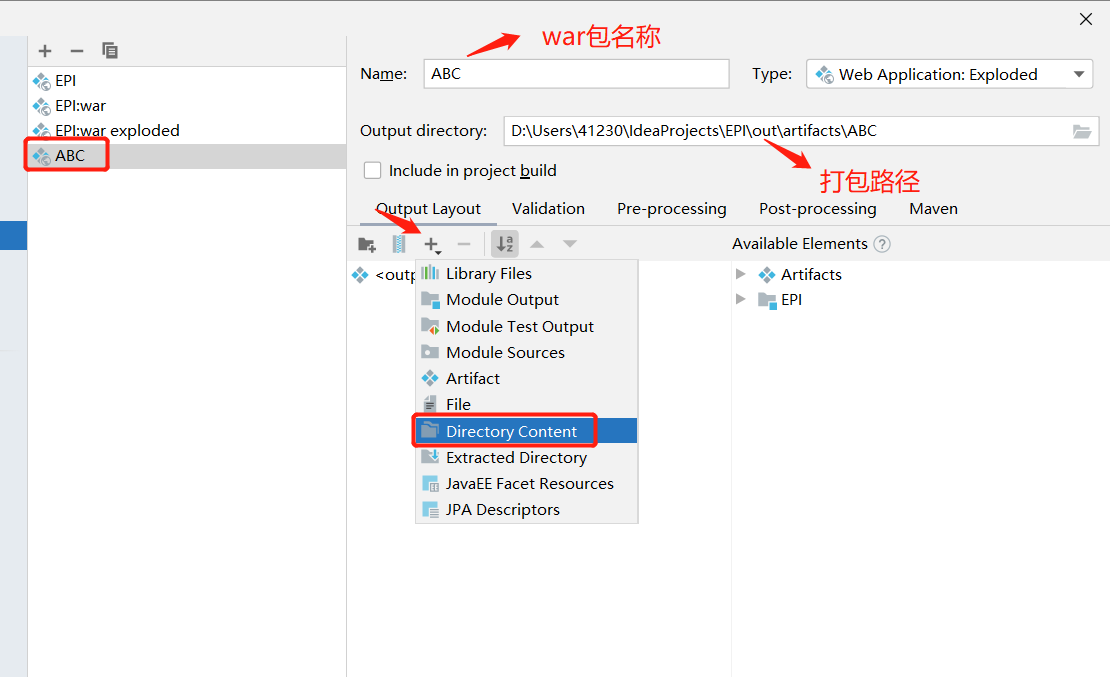 war包名称
EPI
EPI:war
EPI:war exploded
ABC
Name: ABC Type: Web Application: Exploded
Output directory: D:\Users\41230\IdeaProjects\EPI\out\artifacts\ABC
Include in project build
打包路径
Output Layout Validation Pre-processing Post-processing Maven
Available Elements ?
<outp
Library Files
Module Output
Module Test Output
Module Sources
Artifact
File
Directory Content
Extracted Directory
JavaEE Facet Resources
JPA Descriptors
Artifacts
EPI